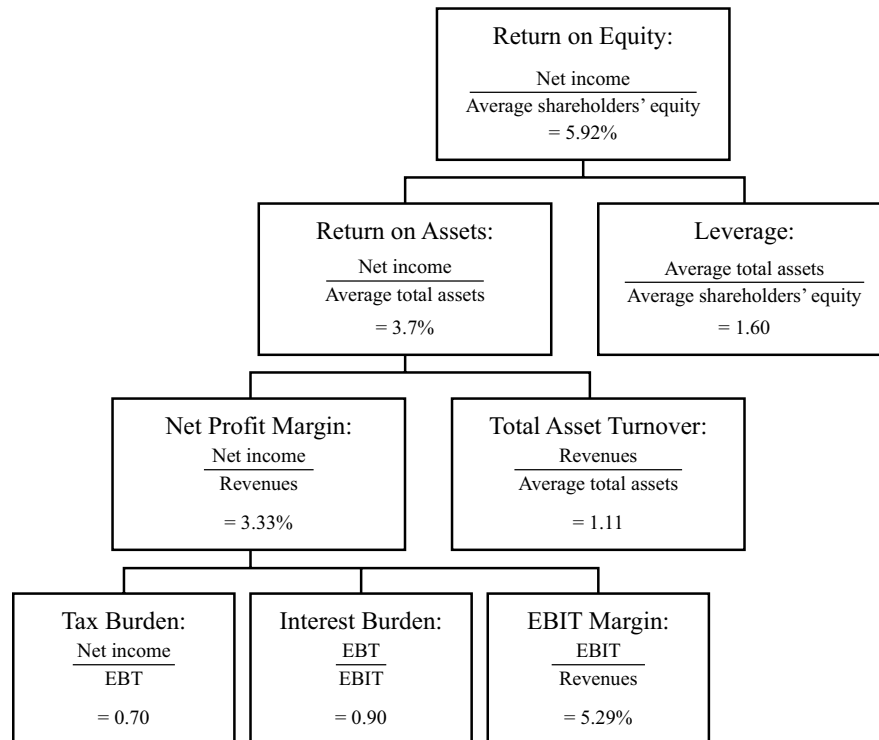 Return on Equity:
Net income
Average shareholders’ equity
= 5.92%
Return on Assets:
Net income
Average total assets
= 3.7%
Leverage:
Average total assets
Average shareholders’ equity
= 1.60
Net Profit Margin:
Net income
Revenues
= 3.33%
Total Asset Turnover:
Revenues
Average total assets
= 1.11
Tax Burden:
Net income
EBT
= 0.70
Interest Burden:
EBT
EBIT
= 0.90
EBIT Margin:
EBIT
Revenues
= 5.29%